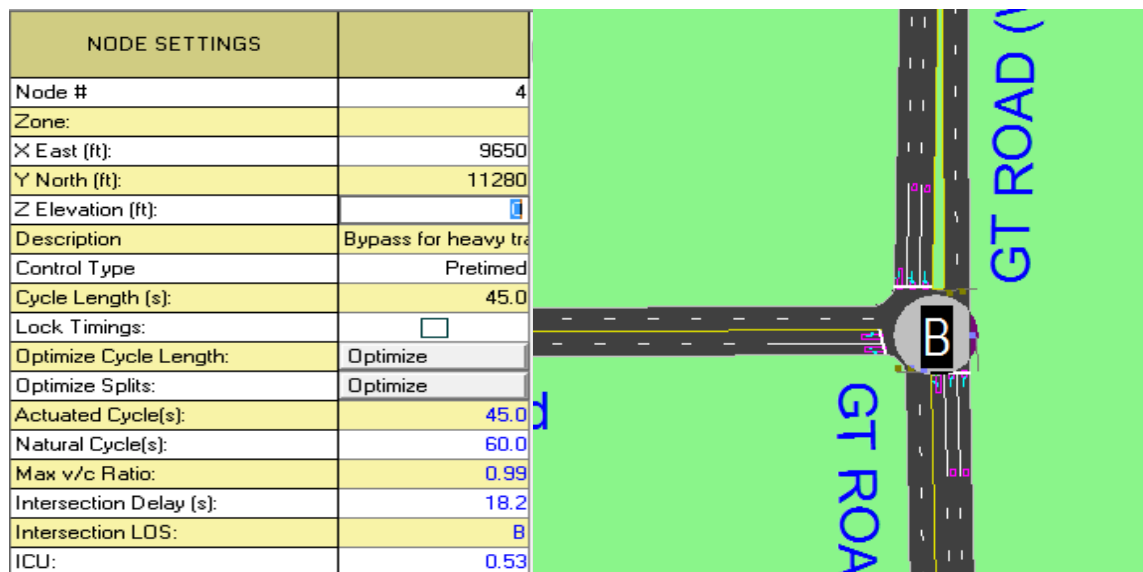 NODE SETTINGS
Node # 4
Zone:
X East (ft): 9650
Y North (ft): 11280
Z Elevation (ft): 0
Description Bypass for heavy tra
Control Type Pretimed
Cycle Length (s): 45.0
Lock Timings:
Optimize Cycle Length: Optimize
Optimize Splits: Optimize
Actuated Cycle(s): 45.0
Natural Cycle(s): 60.0
Max v/c Ratio: 0.99
Intersection Delay (s): 18.2
Intersection LOS: B
ICU: 0.53
GT ROAD (
B
d
GT ROA